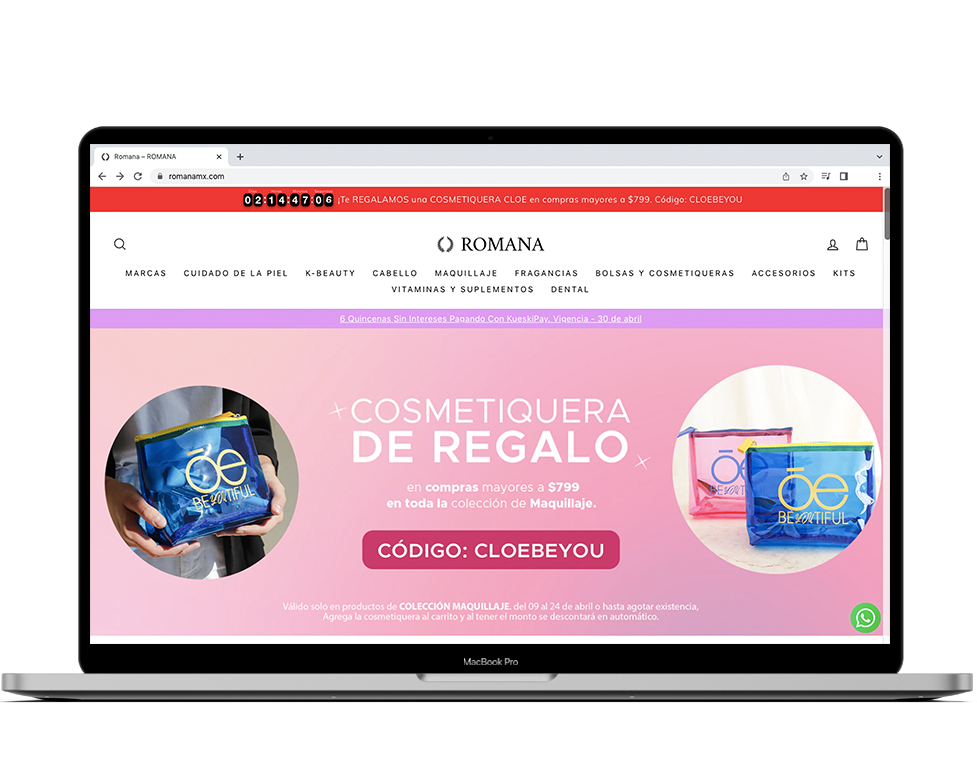 Romana – ROMANA
romanamx.com
02:14:47:06 ¡Te REGALAMOS una COSMETIQUERA CLOE en compras mayores a $799. Código: CLOEBEYOU
ROMANA
MARCAS CUIDADO DE LA PIEL K-BEAUTY CABELLO MAQUILLAJE FRAGANCIAS BOLSAS Y COSMETIQUERAS ACCESORIOS KITS
VITAMINAS Y SUPLEMENTOS DENTAL
6 Quincenas Sin Intereses Pagando Con KueskiPay. Vigencia - 30 de abril
COSMETIQUERA
DE REGALO
en compras mayores a $799
en toda la colección de Maquillaje.
CÓDIGO: CLOEBEYOU
ōe
BEYOUTIFUL
ōe
BEYOUTIFUL
Válido solo en productos de COLECCIÓN MAQUILLAJE. del 09 al 24 de abril o hasta agotar existencia,
Agrega la cosmetiquera al carrito y al tener el monto se descontará en automático.
MacBook Pro